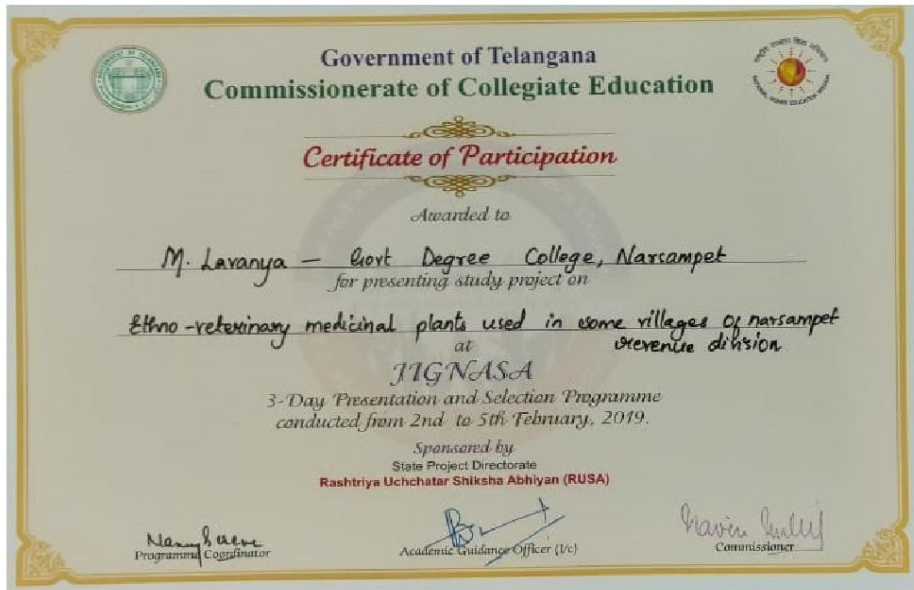 Government of Telangana
Commissionerate of Collegiate Education
Certificate of Participation
Awarded to
M. Lavanya — Govt Degree College, Narsampet
for presenting study project on
Ethno-veterinary medicinal plants used in some villages of narsampet
revenue division
at
JIGNASA
3-Day Presentation and Selection Programme
conducted from 2nd to 5th February, 2019.
Sponsored by
State Project Directorate
Rashtriya Uchchatar Shiksha Abhiyan (RUSA)
Programme Coordinator
Academic Guidance Officer (I/c)
Commissioner